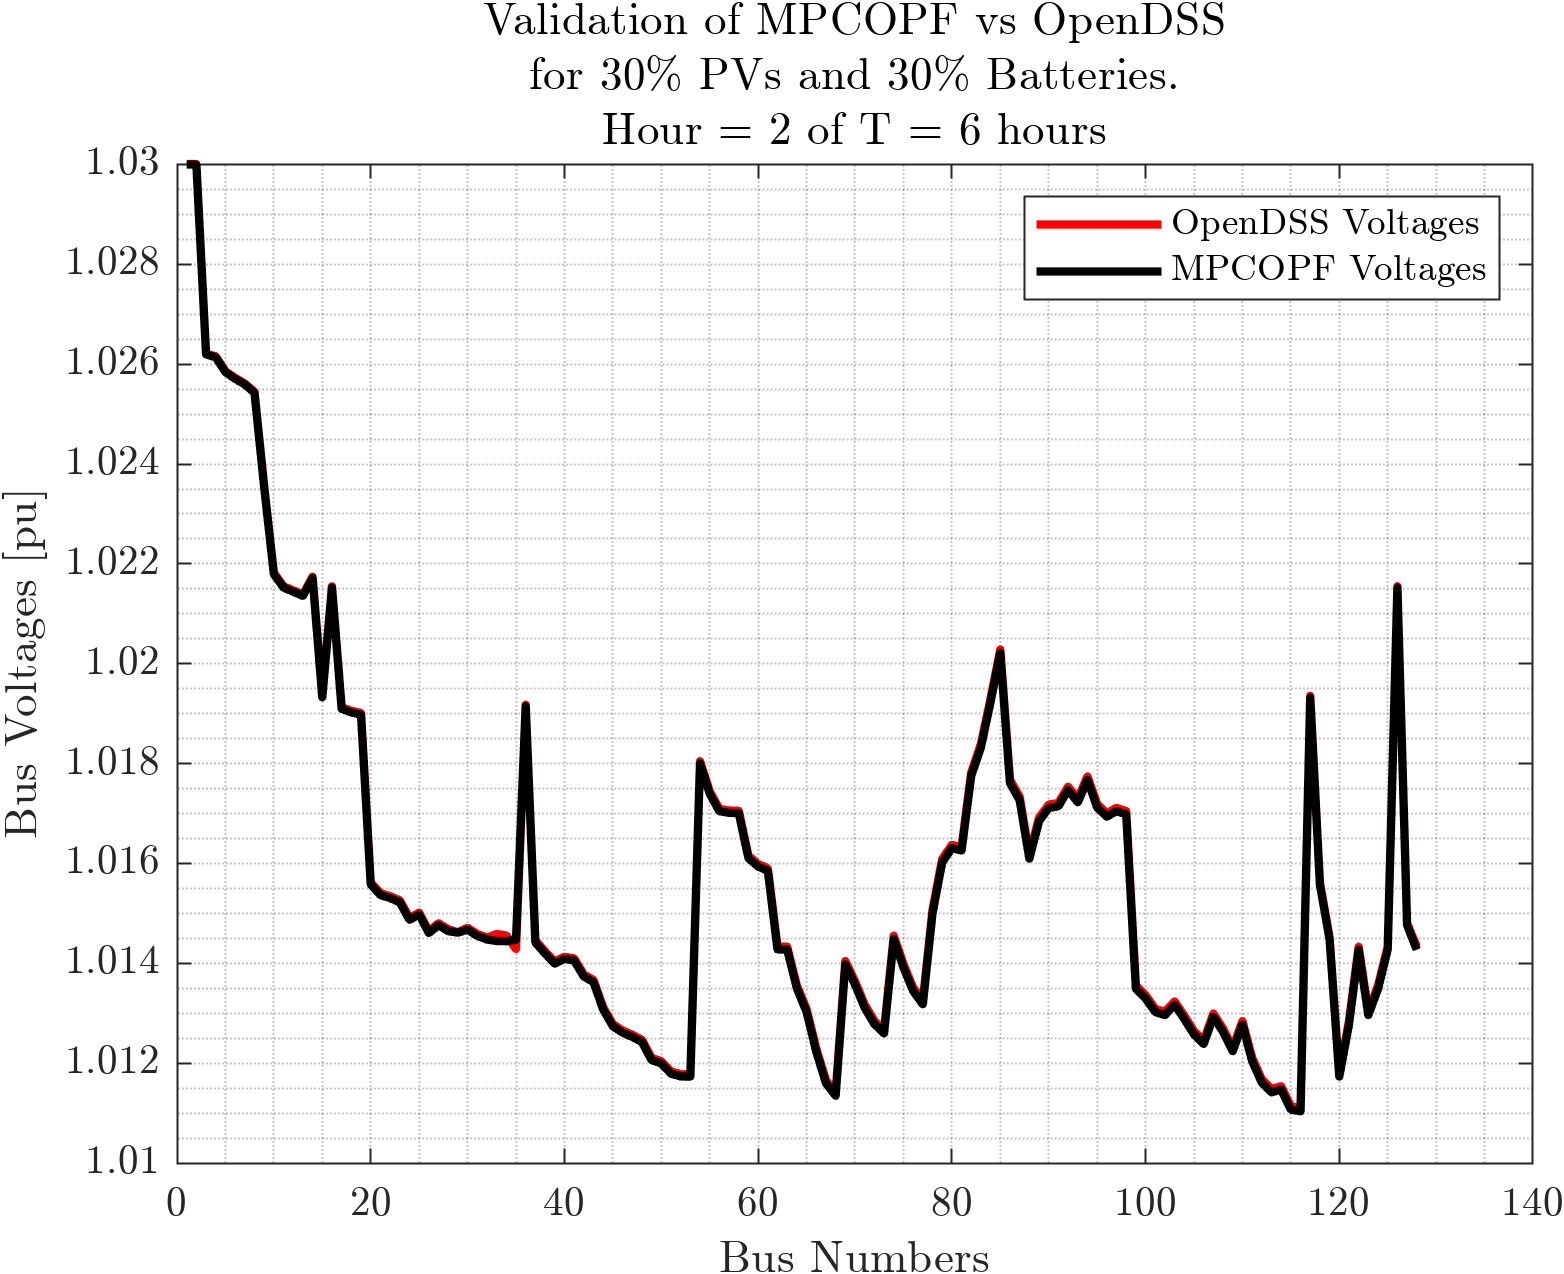 Validation of MPCOPF vs OpenDSS
for 30% PVs and 30% Batteries.
Hour = 2 of T = 6 hours
OpenDSS Voltages
MPCOPF Voltages
Bus Voltages [pu]
1.03
1.028
1.026
1.024
1.022
1.02
1.018
1.016
1.014
1.012
1.01
0 20 40 60 80 100 120 140
Bus Numbers